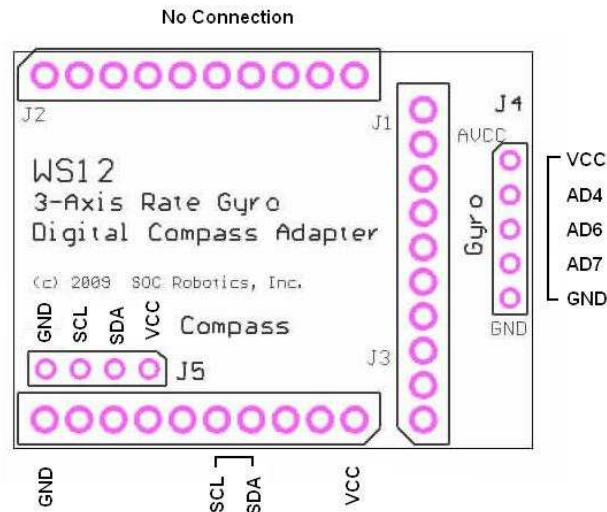 No Connection
J2
J1
J4
AVCC
WS12
3-Axis Rate Gyro
Digital Compass Adapter
(c) 2009 SOC Robotics, Inc.
Gyro
VCC
AD4
AD6
AD7
GND
GND
GND
SCL
SDA
VCC
Compass
J5
J3
GND
SCL
SDA
VCC